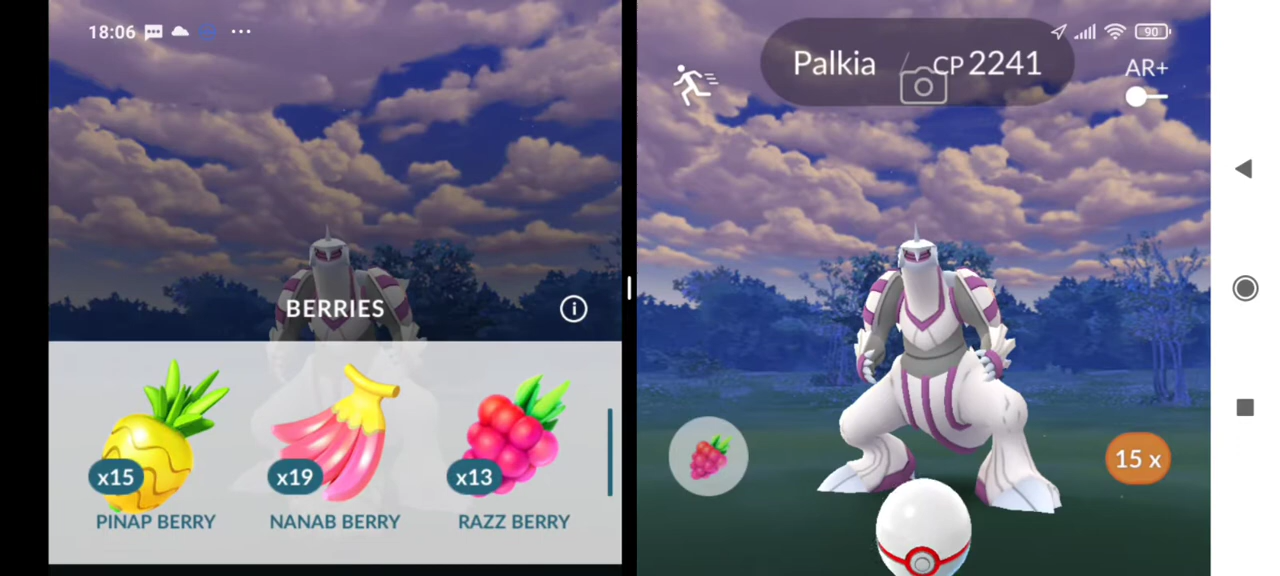 18:06
BERRIES
x15
x19
x13
PINAP BERRY
NANAB BERRY
RAZZ BERRY
90
Palkia
CP 2241
AR+
15 x